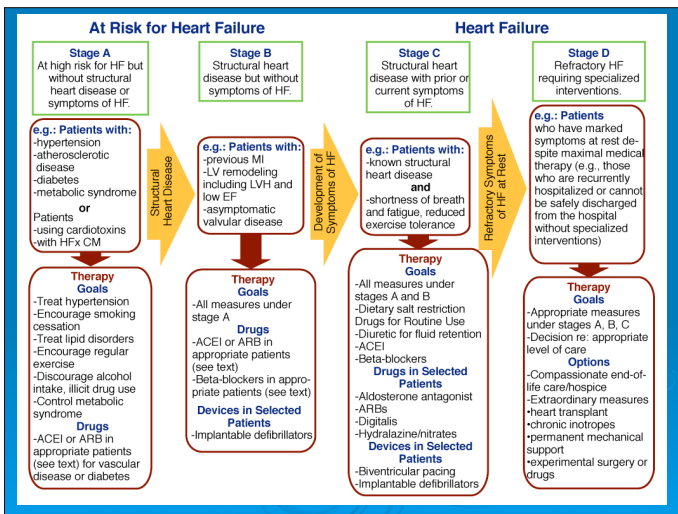 At Risk for Heart Failure
Heart Failure
Stage A
At high risk for HF but
without structural
heart disease or
symptoms of HF.
Stage B
Structural heart
disease but without
symptoms of HF.
Stage C
Structural heart
disease with prior or
current symptoms
of HF.
Stage D
Refractory HF
requiring specialized
interventions.
e.g.: Patients with:
-hypertension
-atherosclerotic
disease
-diabetes
-metabolic syndrome
or
Patients
-using cardiotoxins
-with HFx CM
Structural
Heart Disease
e.g.: Patients with:
-previous MI
-LV remodeling
including LVH and
low EF
-asymptomatic
valvular disease
Development of
Symptoms of HF
e.g.: Patients with:
-known structural
heart disease
and
-shortness of breath
and fatigue, reduced
exercise tolerance
Refractory Symptoms
of HF at Rest
e.g.: Patients
who have marked
symptoms at rest de-
spite maximal medical
therapy (e.g., those
who are recurrently
hospitalized or cannot
be safely discharged
from the hospital
without specialized
interventions)
Therapy
Goals
-Treat hypertension
-Encourage smoking
cessation
-Treat lipid disorders
-Encourage regular
exercise
-Discourage alcohol
intake, illicit drug use
-Control metabolic
syndrome
Drugs
-ACEI or ARB in
appropriate patients
(see text) for vascular
disease or diabetes
Therapy
Goals
-All measures under
stage A
Drugs
-ACEI or ARB in
appropriate patients
(see text)
-Beta-blockers in appro-
priate patients (see text)
Devices in Selected
Patients
-Implantable defibrillators
Therapy
Goals
-All measures under
stages A and B
-Dietary salt restriction
Drugs for Routine Use
-Diuretic for fluid retention
-ACEI
-Beta-blockers
Drugs in Selected
Patients
-Aldosterone antagonist
-ARBs
-Digitalis
-Hydralazine/nitrates
Devices in Selected
Patients
-Biventricular pacing
-Implantable defibrillators
Therapy
Goals
-Appropriate measures
under stages A, B, C
-Decision re: appropriate
level of care
Options
-Compassionate end-of-
life care/hospice
-Extraordinary measures
•heart transplant
•chronic inotropes
•permanent mechanical
support
•experimental surgery or
drugs